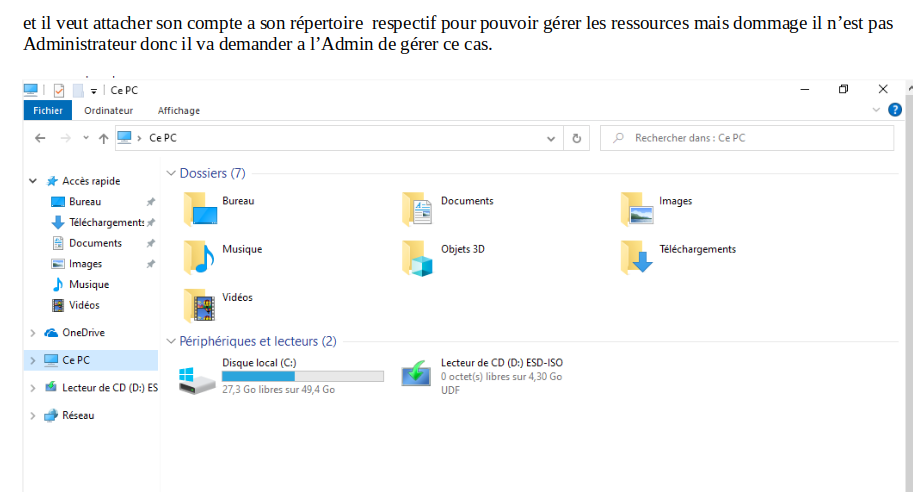 et il veut attacher son compte a son répertoire respectif pour pouvoir gérer les ressources mais dommage il n'est pas
Administrateur donc il va demander a l'Admin de gérer ce cas.
Ce PC
Fichier Ordinateur Affichage
Ce PC
Rechercher dans : Ce PC
Accès rapide
Bureau
Téléchargements
Documents
Images
Musique
Vidéos
OneDrive
Ce PC
Lecteur de CD (D:) ES
Réseau
Dossiers (7)
Bureau
Documents
Images
Musique
Objets 3D
Téléchargements
Vidéos
Périphériques et lecteurs (2)
Disque local (C:)
27,3 Go libres sur 49,4 Go
Lecteur de CD (D:) ESD-ISO
0 octet(s) libres sur 4,30 Go
UDF